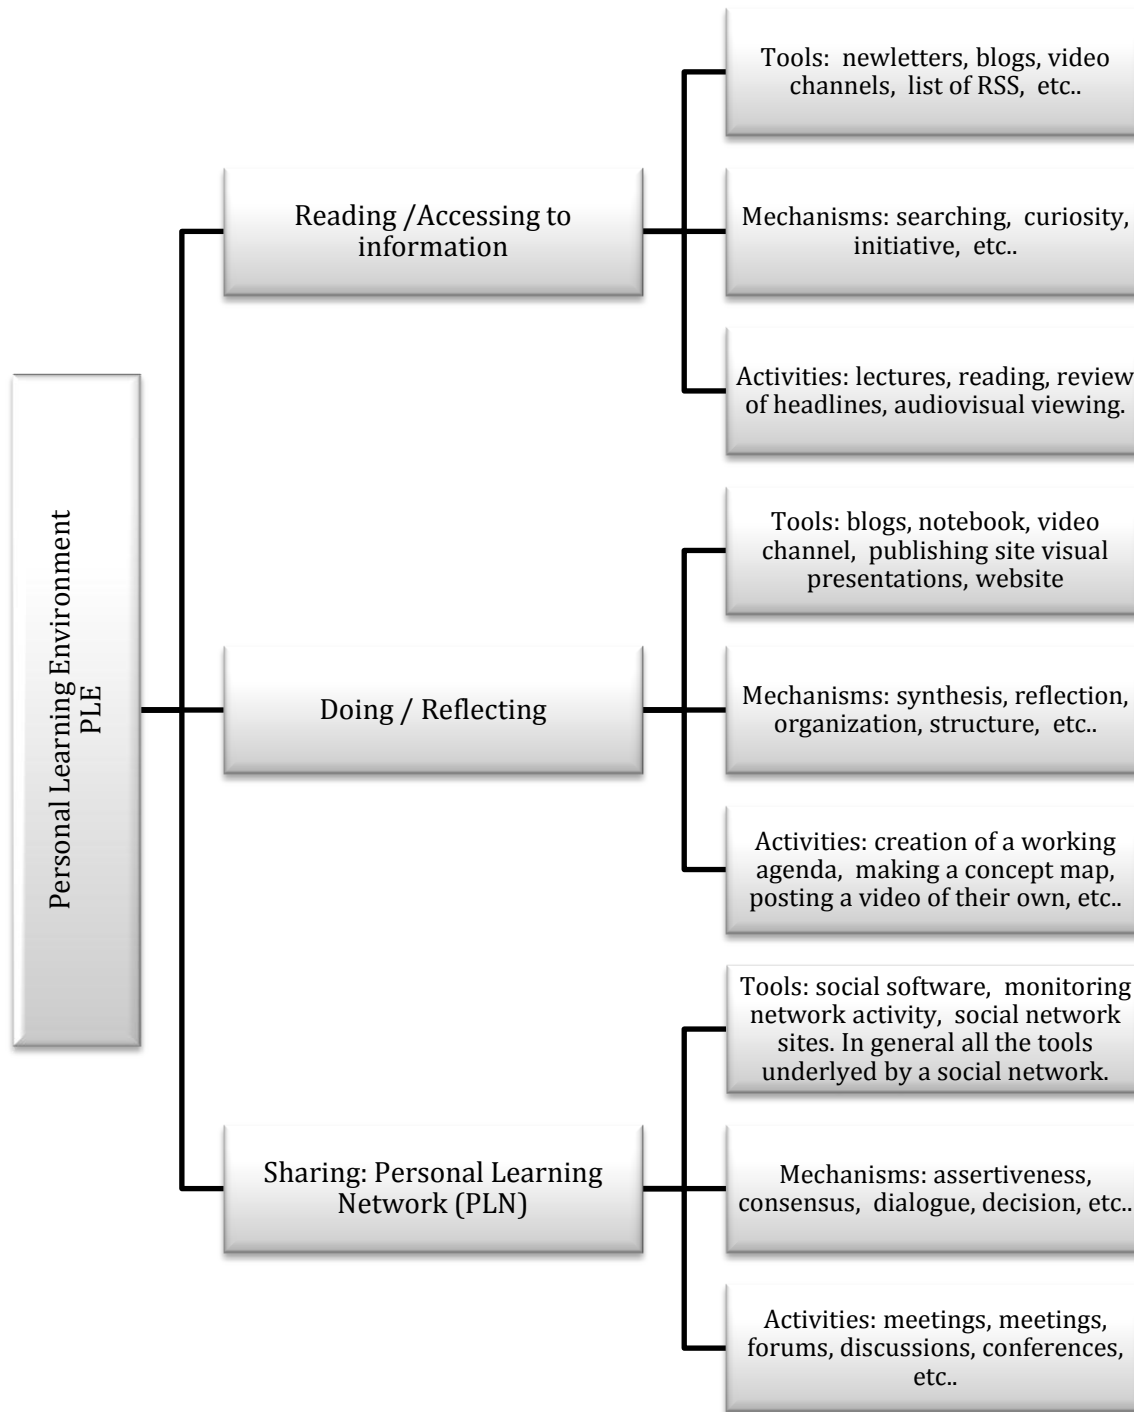 Personal Learning Environment
PLE
Reading /Accessing to
information
Tools: newletters, blogs, video
channels, list of RSS, etc..
Mechanisms: searching, curiosity,
initiative, etc..
Activities: lectures, reading, review
of headlines, audiovisual viewing.
Doing / Reflecting
Tools: blogs, notebook, video
channel, publishing site visual
presentations, website
Mechanisms: synthesis, reflection,
organization, structure, etc..
Activities: creation of a working
agenda, making a concept map,
posting a video of their own, etc..
Sharing: Personal Learning
Network (PLN)
Tools: social software, monitoring
network activity, social network
sites. In general all the tools
underlyed by a social network.
Mechanisms: assertiveness,
consensus, dialogue, decision, etc..
Activities: meetings, meetings,
forums, discussions, conferences,
etc..